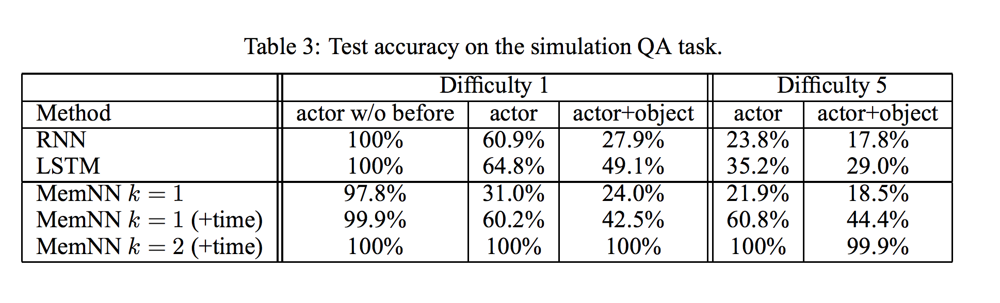 Table 3: Test accuracy on the simulation QA task.
Difficulty 1 Difficulty 5
Method actor w/o before actor actor+object actor actor+object
RNN 100% 60.9% 27.9% 23.8% 17.8%
LSTM 100% 64.8% 49.1% 35.2% 29.0%
MemNN k = 1 97.8% 31.0% 24.0% 21.9% 18.5%
MemNN k = 1 (+time) 99.9% 60.2% 42.5% 60.8% 44.4%
MemNN k = 2 (+time) 100% 100% 100% 100% 99.9%